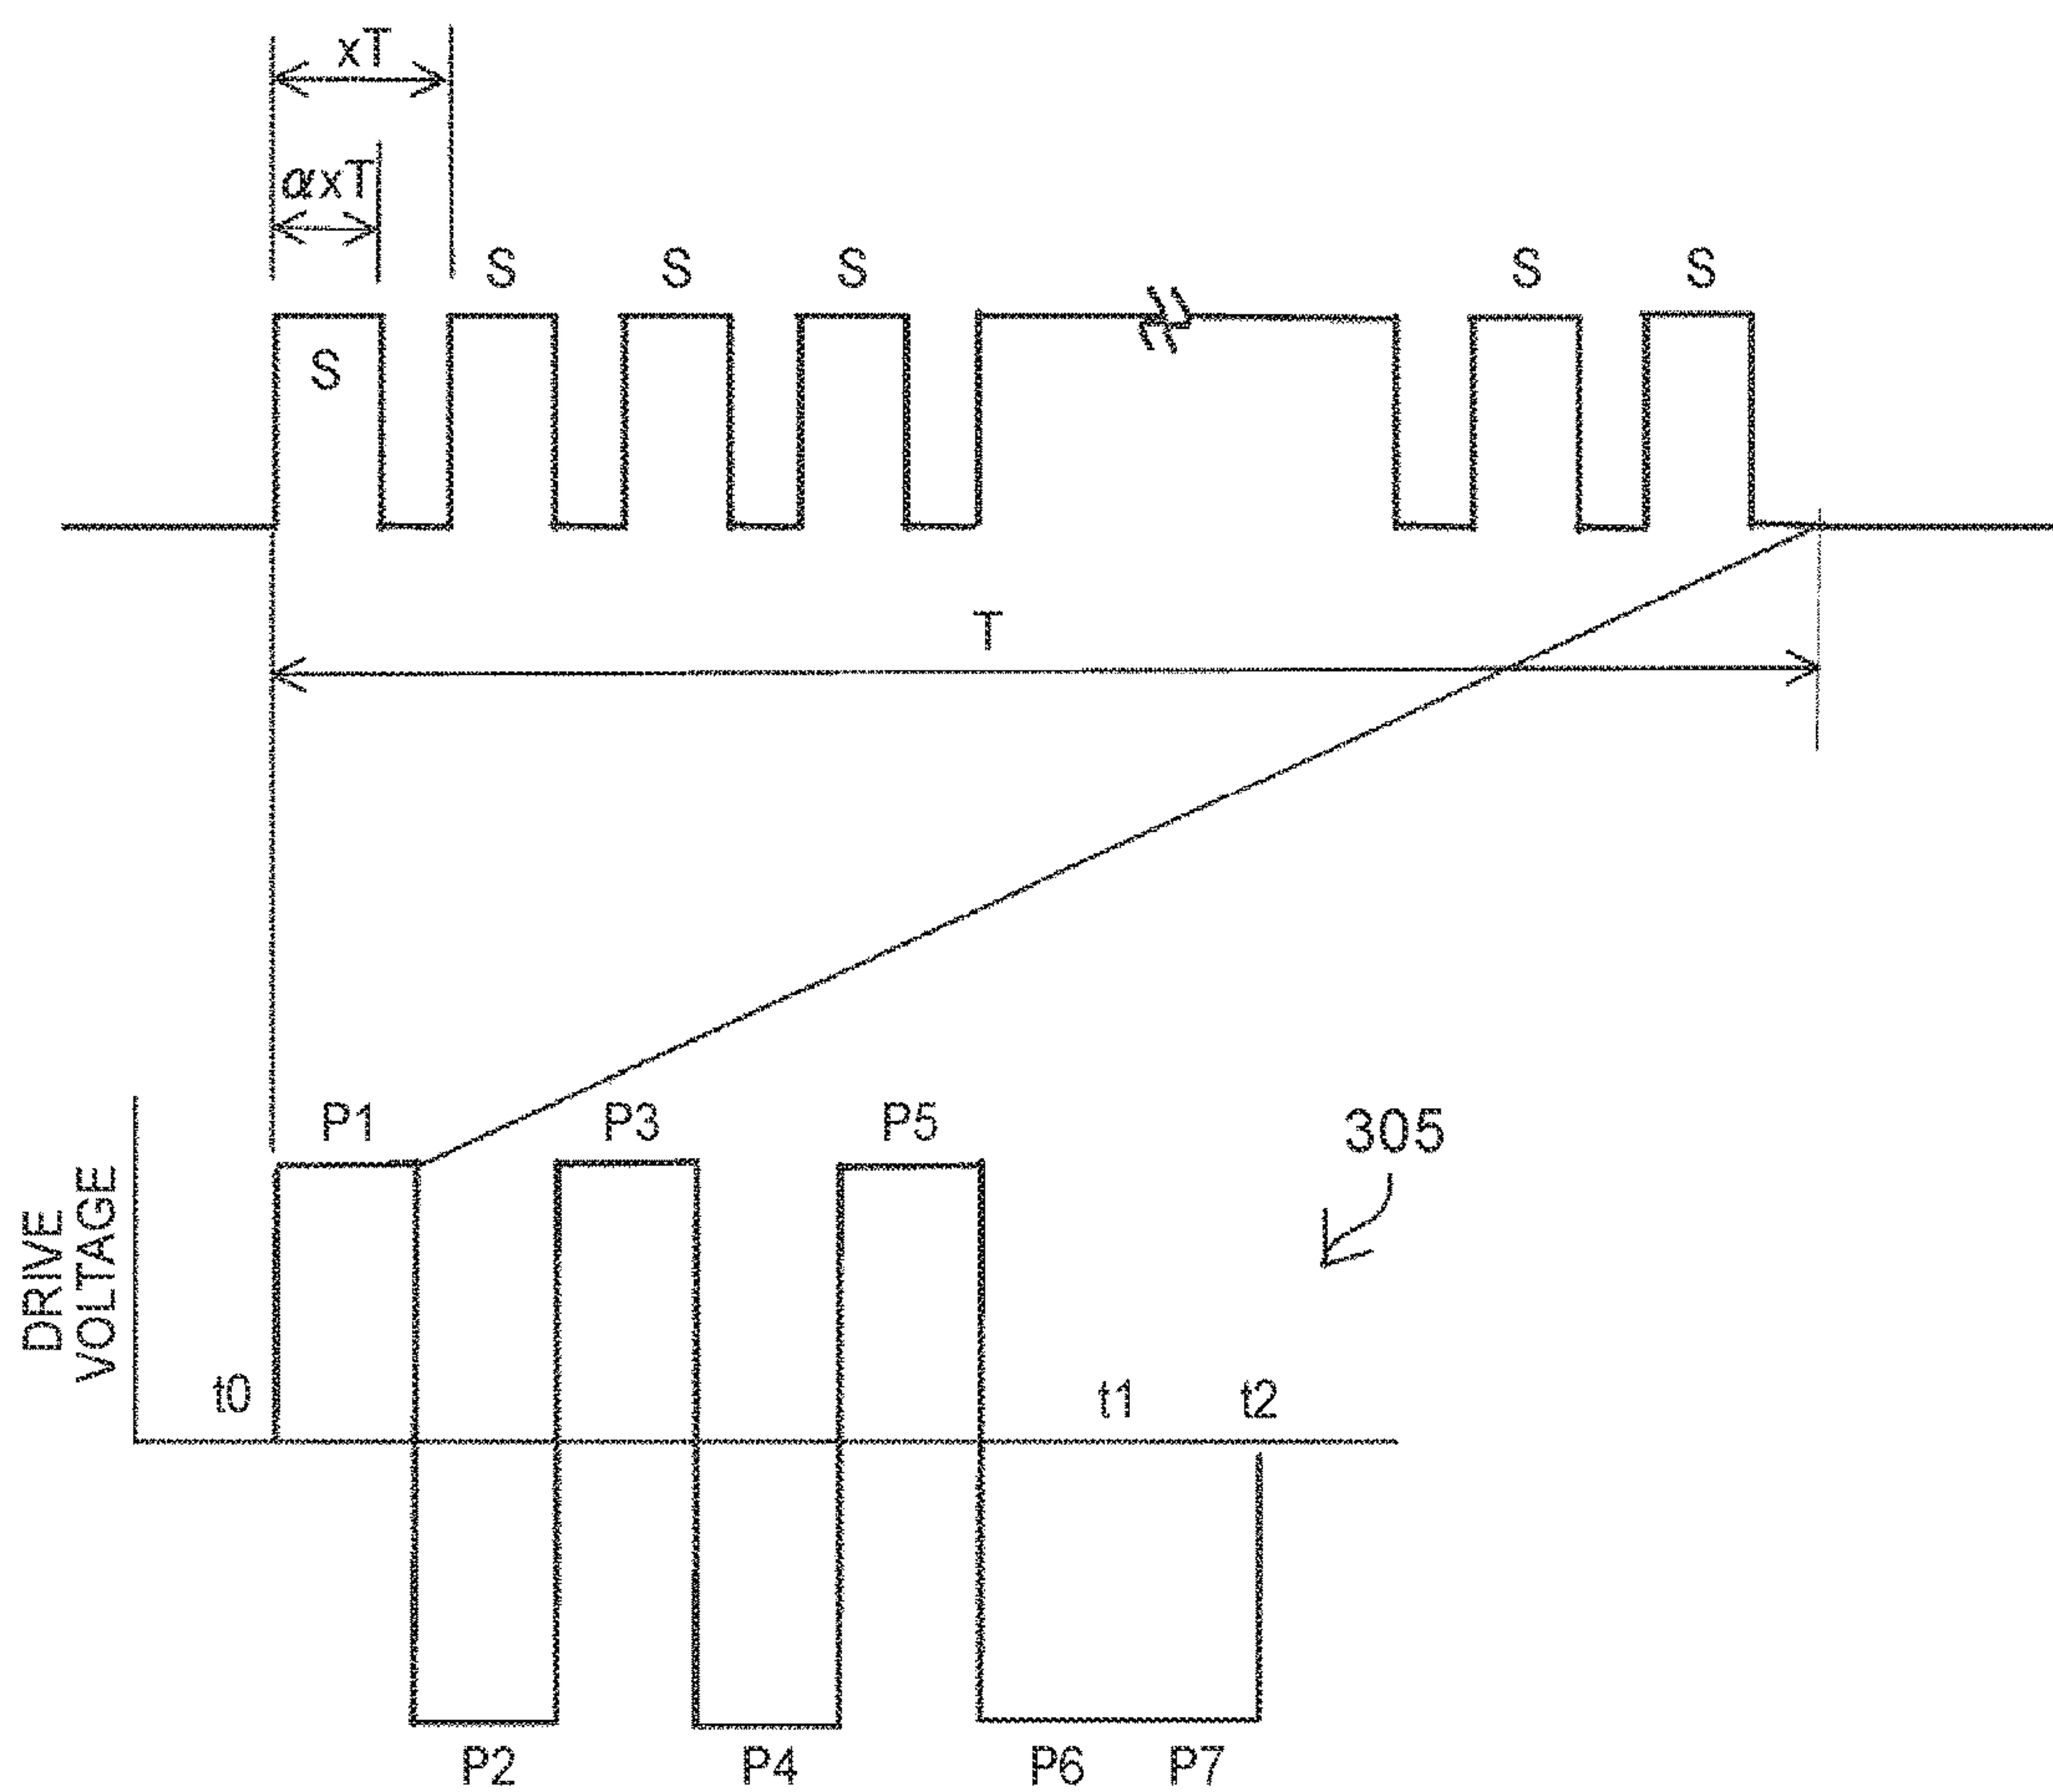 xT
αxT
S S S S S
S
T
P1 P3 P5
305
DRIVE
VOLTAGE
t0 t1 t2
P2 P4 P6 P7